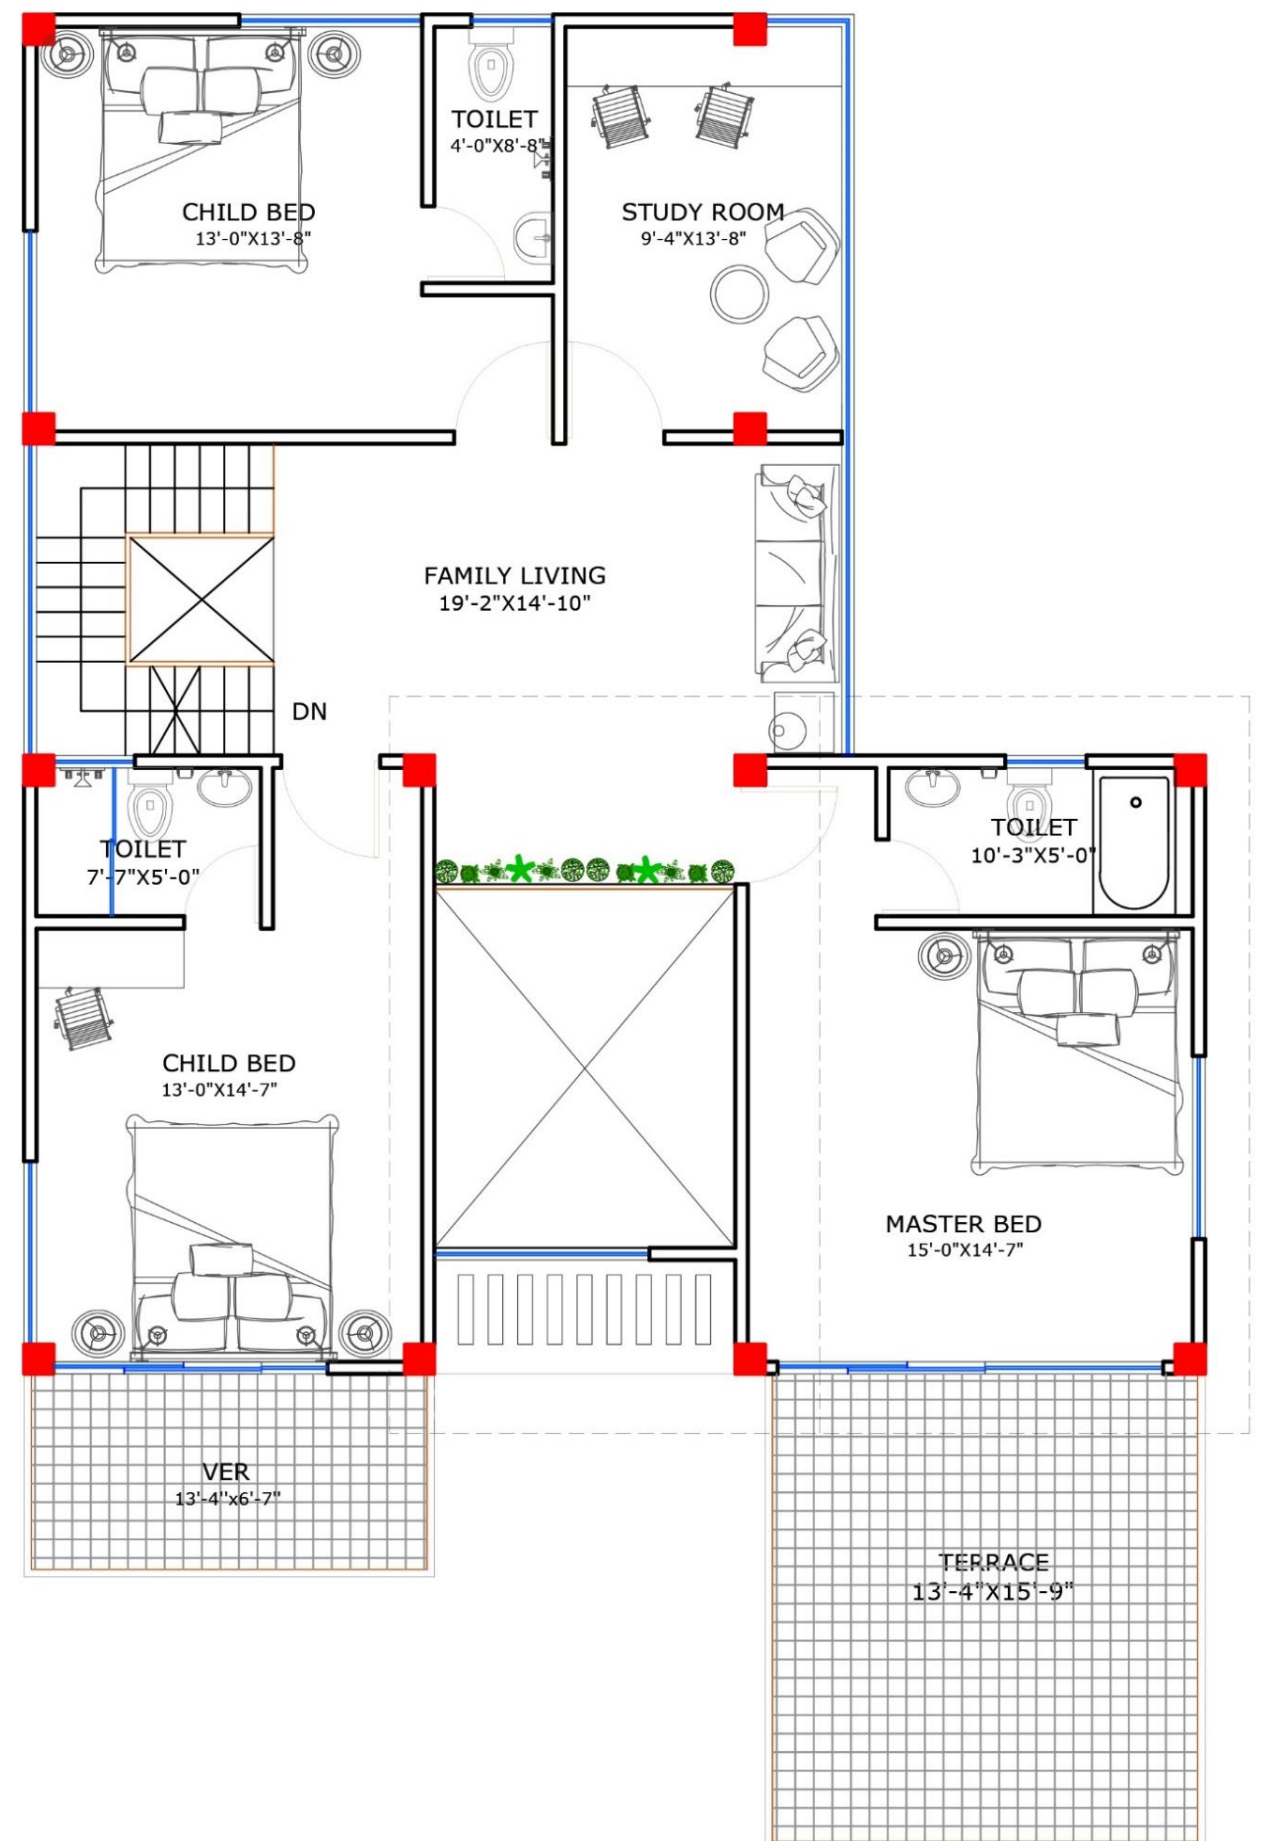 TOILET
4'-0"X8'-8"
CHILD BED
13'-0"X13'-8"
STUDY ROOM
9'-4"X13'-8"
FAMILY LIVING
19'-2"X14'-10"
DN
TOILET
7'-7"X5'-0"
TOILET
10'-3"X5'-0"
CHILD BED
13'-0"X14'-7"
MASTER BED
15'-0"X14'-7"
VER
13'-4''x6'-7"
TERRACE
13'-4"X15'-9"